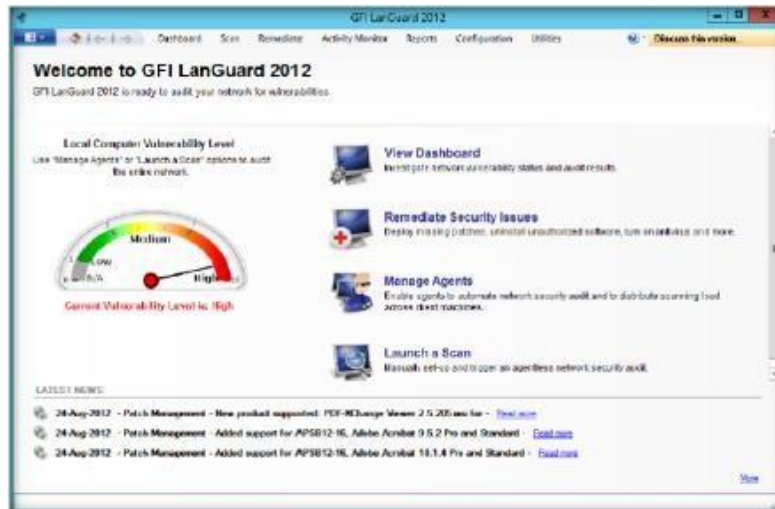 GFI LanGuard 2012
Dashboard Scan Remediate Activity Monitor Reports Configuration Utilities Discuss this version...
Welcome to GFI LanGuard 2012
GFI LanGuard 2012 is ready to audit your network for vulnerabilities.
Local Computer Vulnerability Level
Use "Manage Agents" or "Launch a Scan" options to audit
the entire network.
Medium
Low
N/A
High
Current Vulnerability Level is: High
View Dashboard
Investigate network vulnerability status and audit results.
Remediate Security Issues
Deploy missing patches, uninstall unauthorized software, turn on antivirus and more.
Manage Agents
Enable agents to automate network security audit and to distribute scanning load
across client machines.
Launch a Scan
Manually set-up and trigger an agentless network security audit.
LATEST NEWS
24-Aug-2012 - Patch Management - New product supported: PDF-XChange Viewer 2.5.205 for - Read more
24-Aug-2012 - Patch Management - Added support for APSB12-16, Adobe Acrobat 9.5.2 Pro and Standard - Read more
24-Aug-2012 - Patch Management - Added support for APSB12-16, Adobe Acrobat 10.1.4 Pro and Standard - Read more
More